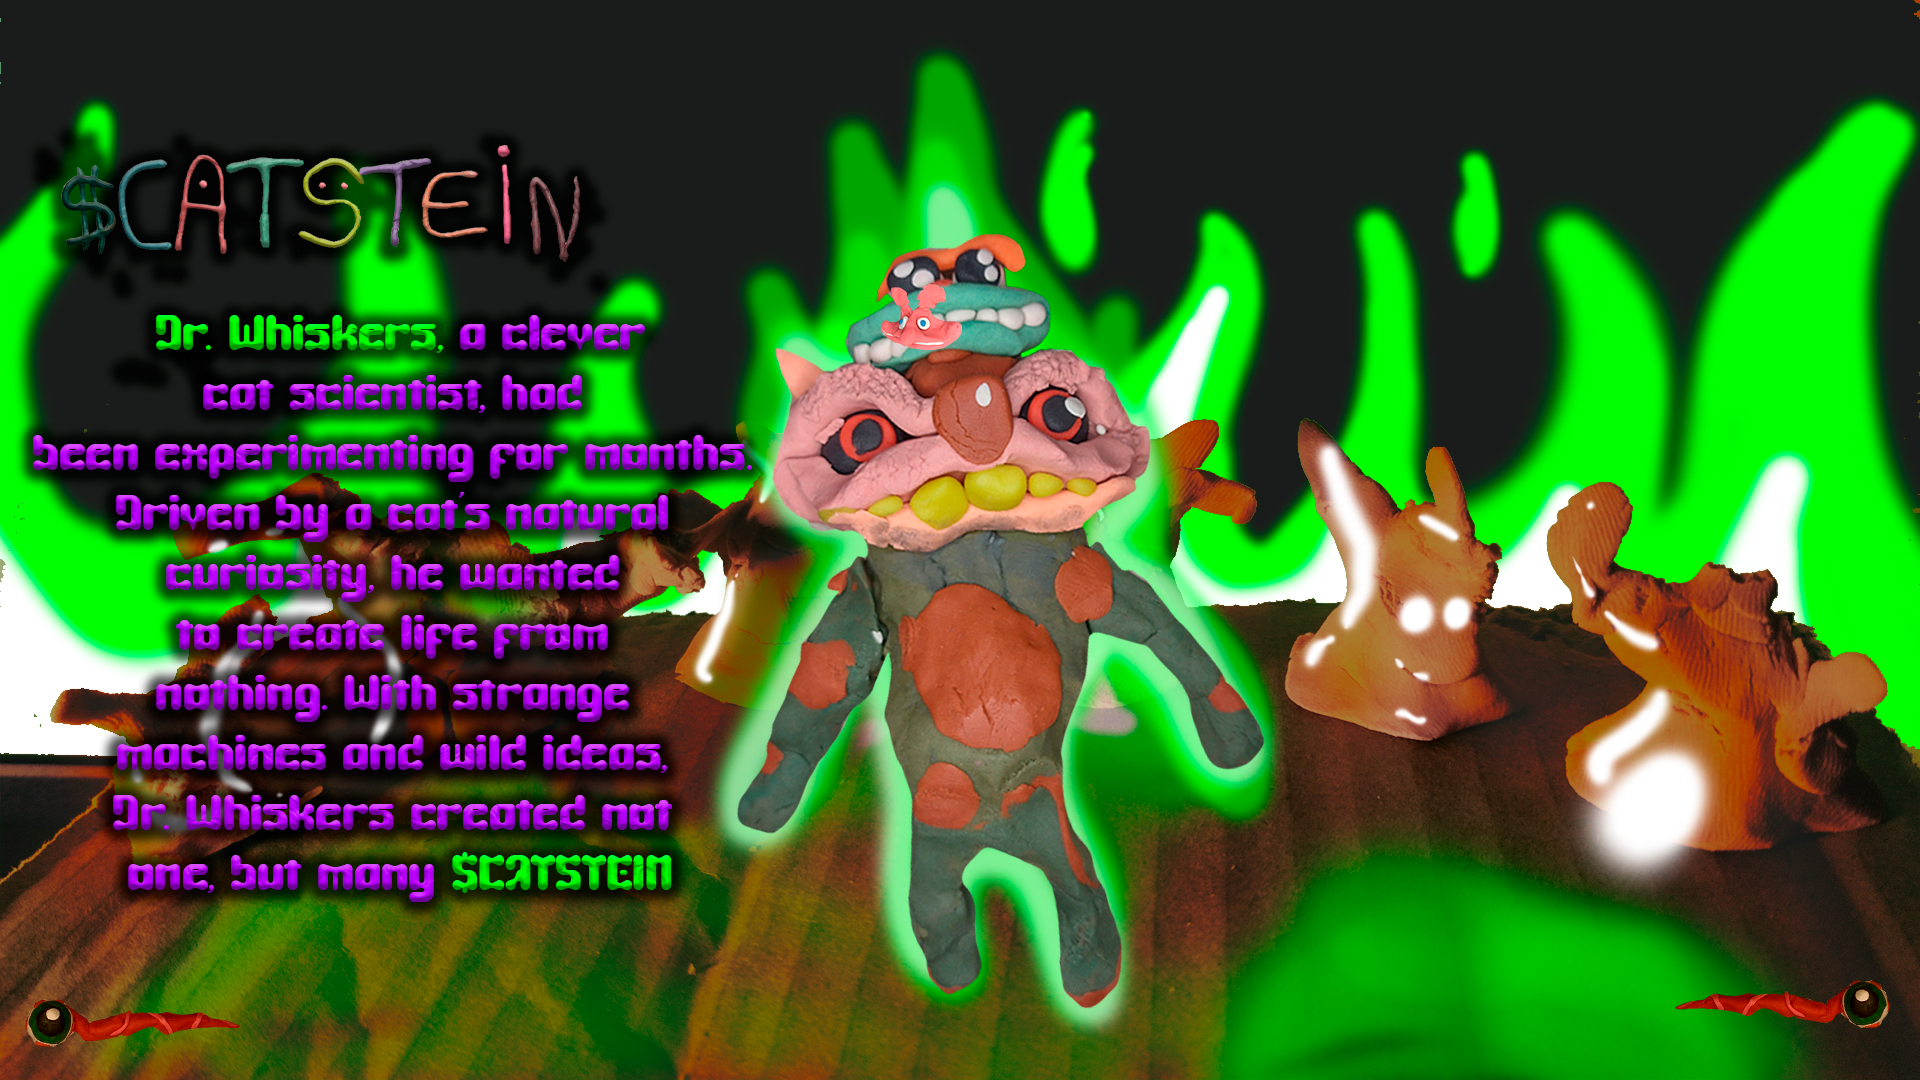 $CATSTEIN
Dr. Whiskers, a clever
cat scientist, had
been experimenting for months.
Driven by a cat's natural
curiosity, he wanted
to create life from
nothing. With strange
machines and wild ideas,
Dr. Whiskers created not
one, but many $CATSTEIN